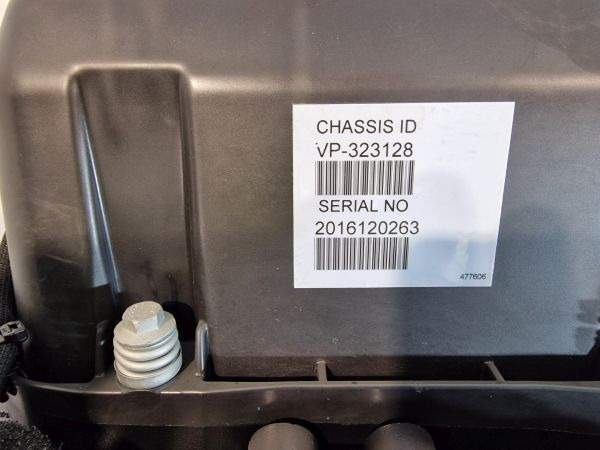 CHASSIS ID
VP-323128
SERIAL NO
2016120263
477606